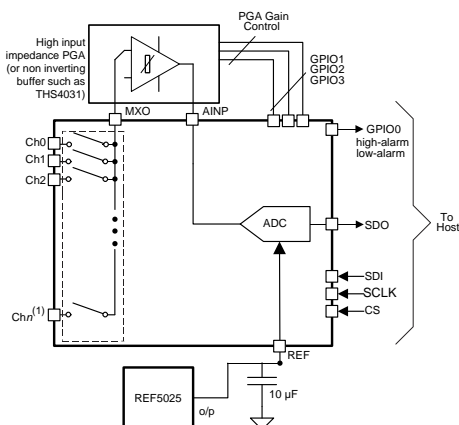 High input
impedance PGA
(or non inverting
buffer such as
THS4031)
PGA Gain
Control
GPIO1
GPIO2
GPIO3
MXO
AINP
Ch0
Ch1
Ch2
Chn(1)
ADC
GPIO0
high-alarm
low-alarm
SDO
SDI
SCLK
CS
To
Host
REF
REF5025
o/p
10 µF